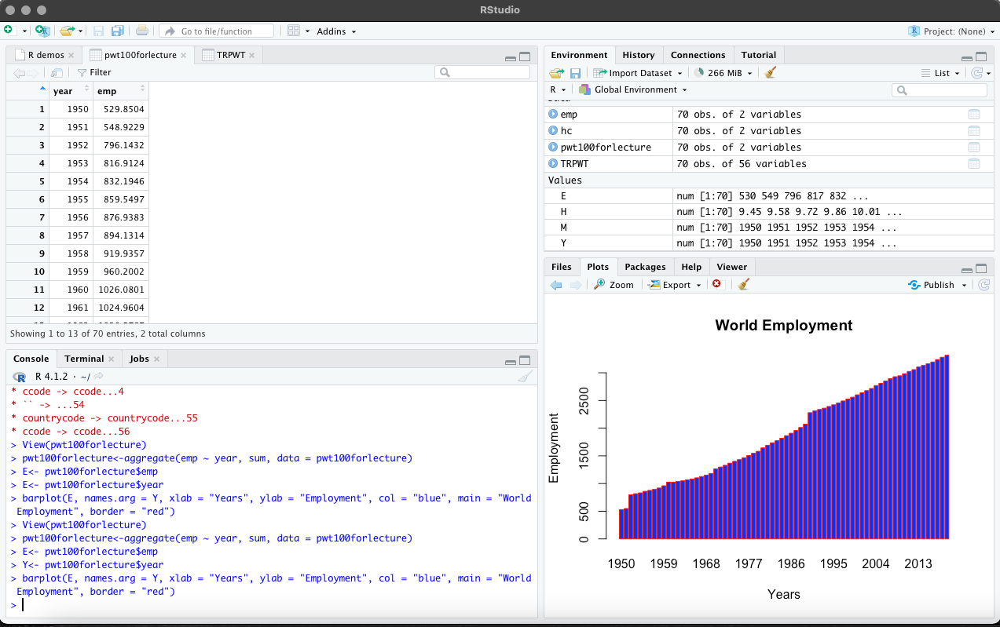 RStudio
Go to file/function
Addins
Project: (None)
R demos
pwt100forlecture
TRPWT
Filter
year emp
1 1950 529.8504
2 1951 548.9229
3 1952 796.1432
4 1953 816.9124
5 1954 832.1946
6 1955 859.5497
7 1956 876.9383
8 1957 894.1314
9 1958 919.9357
10 1959 960.2002
11 1960 1026.0801
12 1961 1024.9604
Showing 1 to 13 of 70 entries, 2 total columns
Console Terminal Jobs
R 4.1.2 · ~/
* ccode -> ccode...4
* `` -> ...54
* countrycode -> countrycode...55
* ccode -> ccode...56
> View(pwt100forlecture)
> pwt100forlecture<-aggregate(emp ~ year, sum, data = pwt100forlecture)
> E<- pwt100forlecture$emp
> E<- pwt100forlecture$year
> barplot(E, names.arg = Y, xlab = "Years", ylab = "Employment", col = "blue", main = "World
Employment", border = "red")
> View(pwt100forlecture)
> pwt100forlecture<-aggregate(emp ~ year, sum, data = pwt100forlecture)
> E<- pwt100forlecture$emp
> Y<- pwt100forlecture$year
> barplot(E, names.arg = Y, xlab = "Years", ylab = "Employment", col = "blue", main = "World
Employment", border = "red")
>
Environment History Connections Tutorial
Import Dataset 266 MiB List
R Global Environment
emp 70 obs. of 2 variables
hc 70 obs. of 2 variables
pwt100forlecture 70 obs. of 2 variables
TRPWT 70 obs. of 56 variables
Values
E num [1:70] 530 549 796 817 832 ...
H num [1:70] 9.45 9.58 9.72 9.86 10.01 ...
M num [1:70] 1950 1951 1952 1953 1954 ...
Y num [1:70] 1950 1951 1952 1953 1954 ...
Files Plots Packages Help Viewer
Zoom Export Publish
World Employment
Employment
2500
1500
500
0
1950 1959 1968 1977 1986 1995 2004 2013
Years